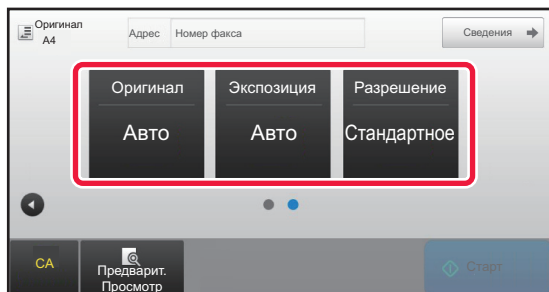 Оригинал
A4
Адрес Номер факса
Сведения
Оригинал
Авто
Экспозиция
Авто
Разрешение
Стандартное
CA
Предварит.
Просмотр
Старт